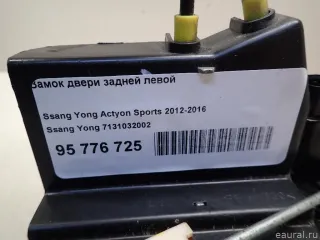 Замок двери задней левой
Ssang Yong Actyon Sports 2012-2016
Ssang Yong 7131032002
95 776 725
eaural.ru